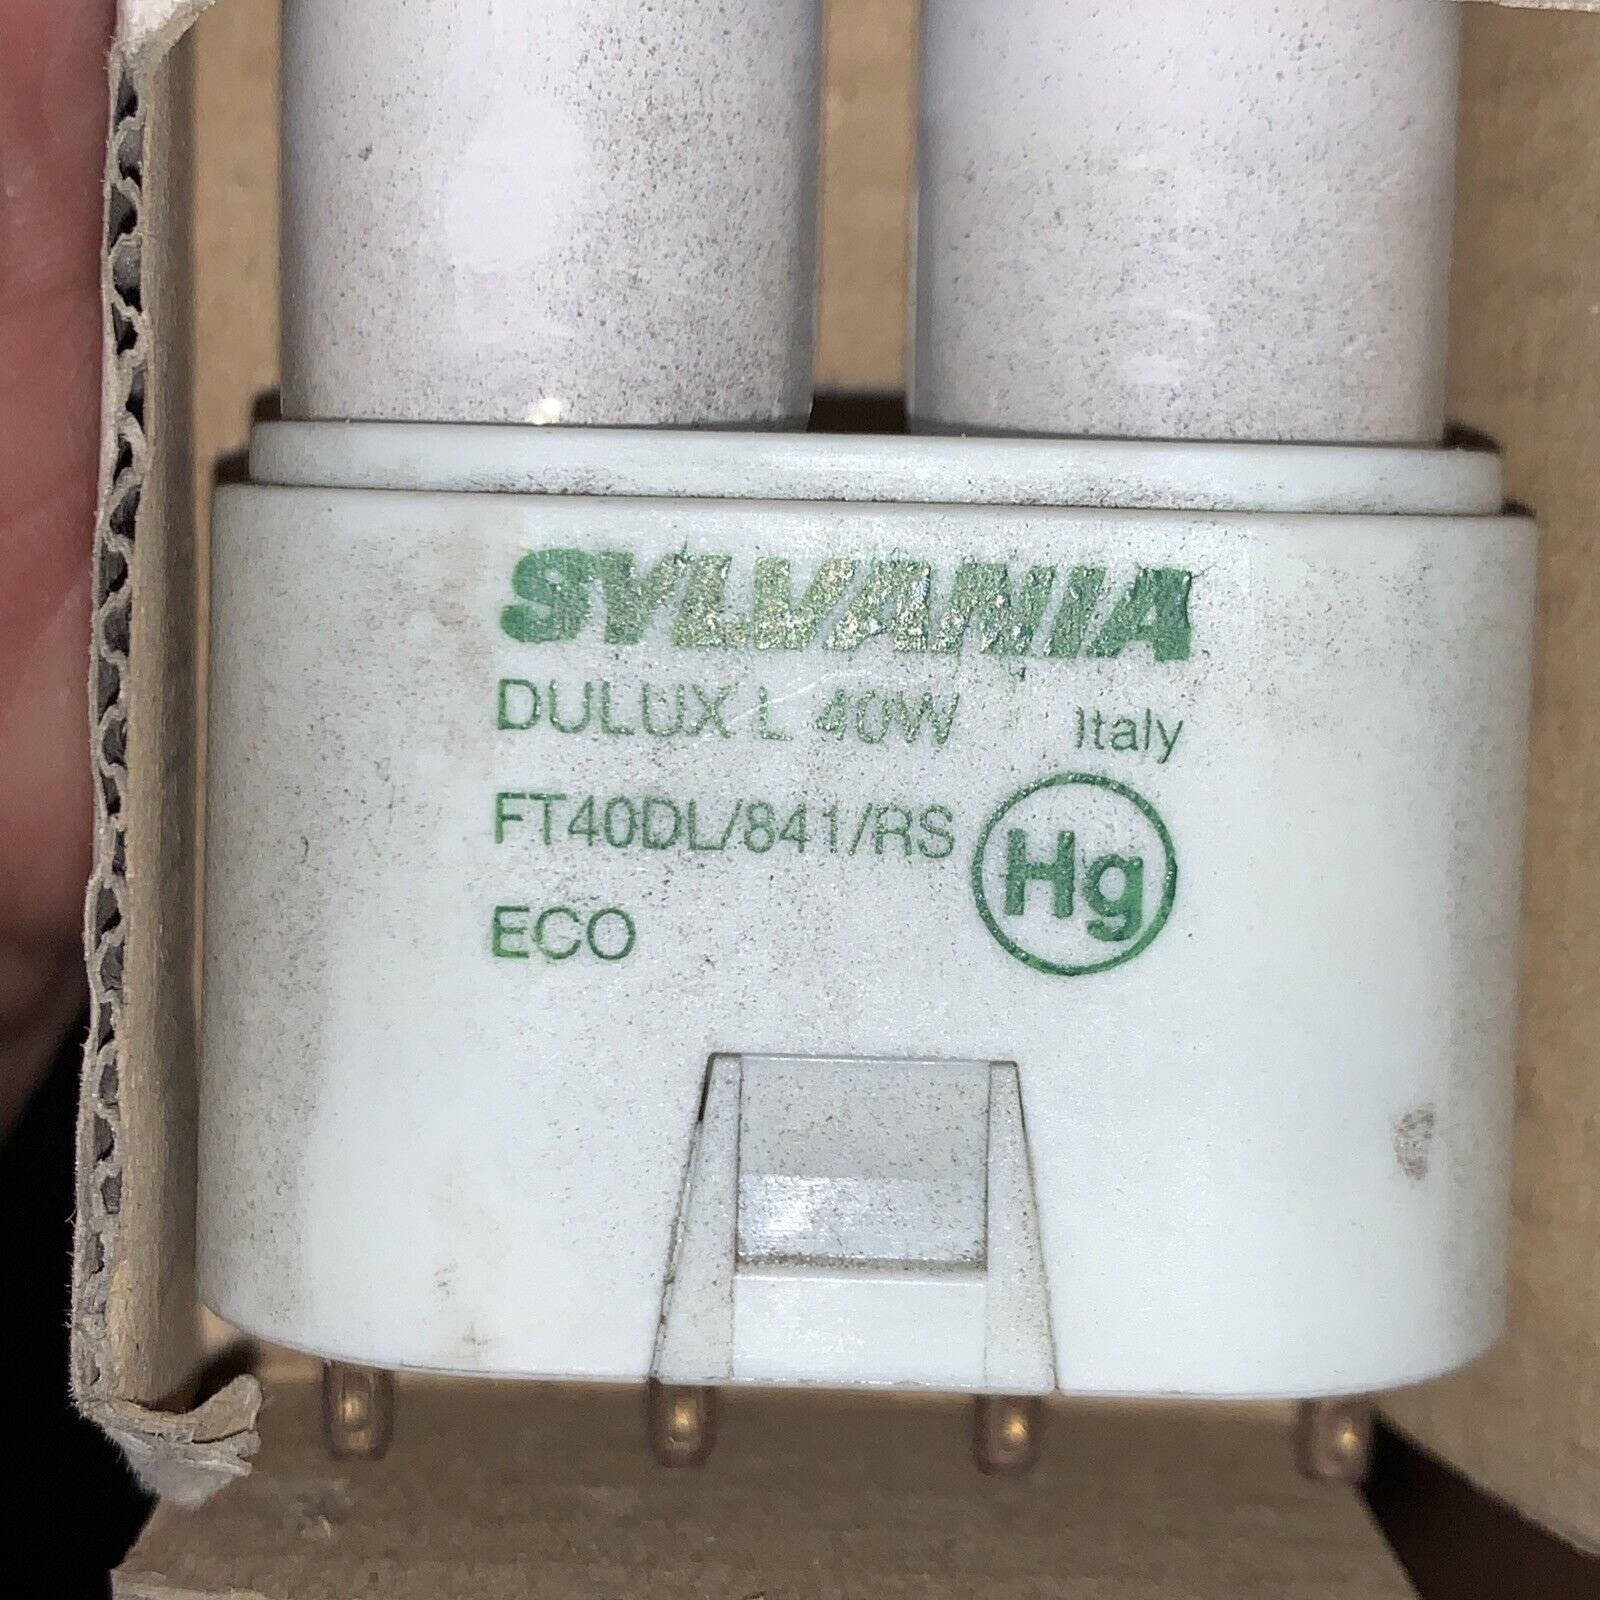 SYLVANIA
DULUX L 40W Italy
FT40DL/841/RS
Hg
ECO